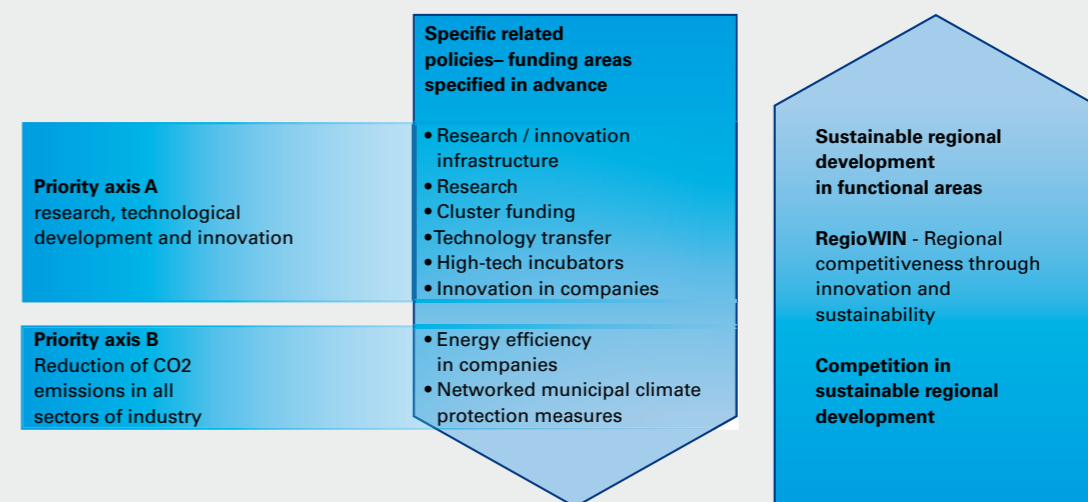 Specific related
policies– funding areas
specified in advance
Priority axis A
research, technological
development and innovation
• Research / innovation
infrastructure
• Research
• Cluster funding
•Technology transfer
• High-tech incubators
• Innovation in companies
Priority axis B
Reduction of CO2
emissions in all
sectors of industry
• Energy efficiency
in companies
• Networked municipal climate
protection measures
Sustainable regional
development
in functional areas
RegioWIN - Regional
competitiveness through
innovation and
sustainability
Competition in
sustainable regional
development